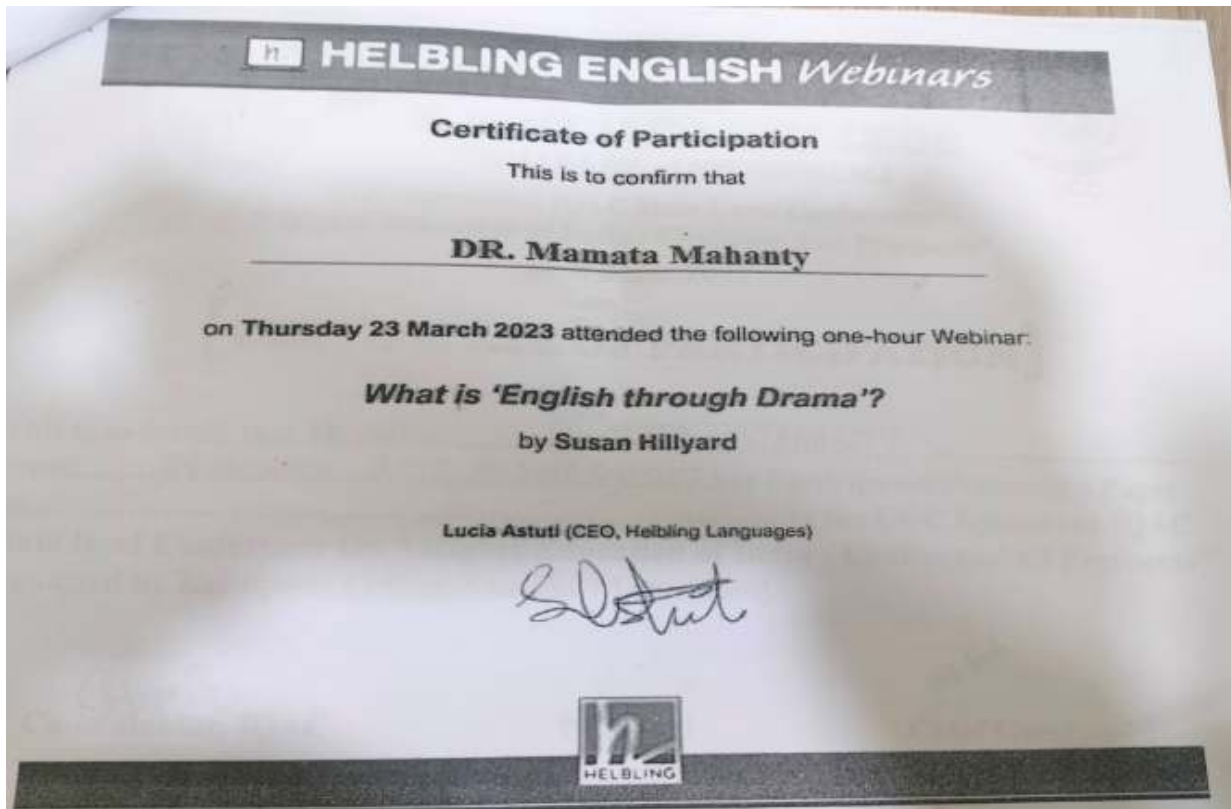 h HELBLING ENGLISH Webinars
Certificate of Participation
This is to confirm that
DR. Mamata Mahanty
on Thursday 23 March 2023 attended the following one-hour Webinar:
What is ‘English through Drama’?
by Susan Hillyard
Lucia Astuti (CEO, Helbling Languages)
h
HELBLING